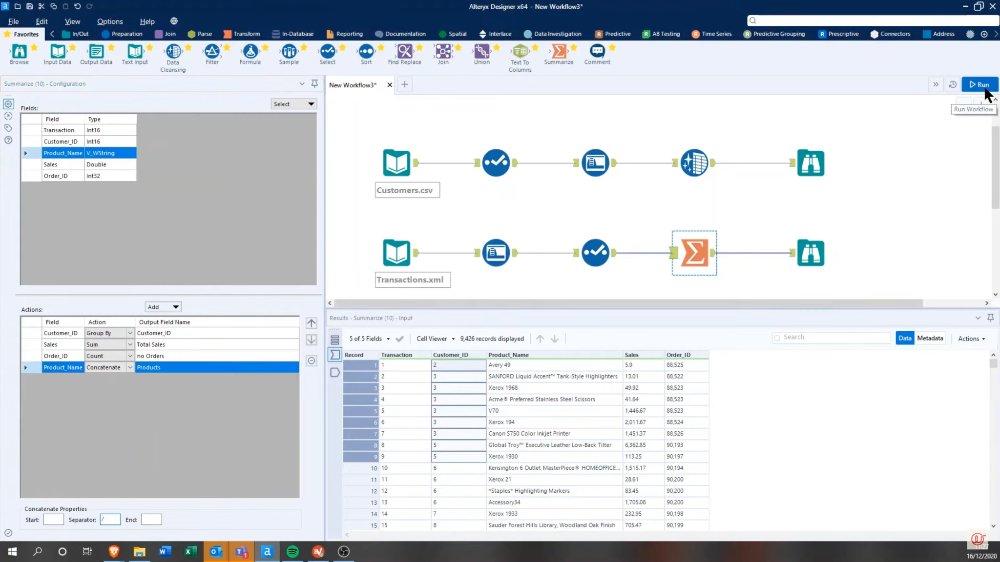 Alteryx Designer x64 - New Workflow3*
File Edit View Options Help
Favorites In/Out Preparation Join Parse Transform In-Database Reporting Documentation Spatial Interface Data Investigation Predictive AB Testing Time Series Predictive Grouping Prescriptive Connectors Address
Browse Input Data Output Data Text Input Data Cleansing Filter Formula Sample Select Sort Find Replace Join Union Text To Columns Summarize Comment
Summarize (10) - Configuration
New Workflow3*
Run
Run Workflow
Fields:
Select
Field Type
Transaction Int16
Customer_ID Int16
Product_Name V_WString
Sales Double
Order_ID Int32
Customers.csv
Transactions.xml
Actions:
Add
Field Action Output Field Name
Customer_ID Group By Customer_ID
Sales Sum Total Sales
Order_ID Count no Orders
Product_Name Concatenate Products
Concatenate Properties
Start: Separator: / End:
Results - Summarize (10) - Input
5 of 5 Fields Cell Viewer 9,426 records displayed Search Data Metadata Actions
Record Transaction Customer_ID Product_Name Sales Order_ID
1 1 2 Avery 49 5.9 88,525
2 2 3 SANFORD Liquid Accent™ Tank-Style Highlighters 13.01 88,522
3 3 3 Xerox 1968 49.92 88,523
4 4 3 Acme® Preferred Stainless Steel Scissors 41.64 88,523
5 5 3 V70 1,446.67 88,523
6 6 3 Xerox 194 2,011.67 88,524
7 7 3 Canon S750 Color Inkjet Printer 1,451.37 88,526
8 8 5 Global Troy™ Executive Leather Low-Back Tilter 6,362.85 90,193
9 9 5 Xerox 1930 113.25 90,197
10 10 6 Kensington 6 Outlet MasterPiece® HOMEOFFICE... 1,515.17 90,194
11 11 6 Xerox 21 28.61 90,200
12 12 6 *Staples* Highlighting Markers 83.45 90,200
13 13 6 Accessory34 1,705.08 90,200
14 14 7 Xerox 1933 232.95 90,198
15 15 8 Sauder Forest Hills Library, Woodland Oak Finish 705.47 90,199
11:27
16/12/2020